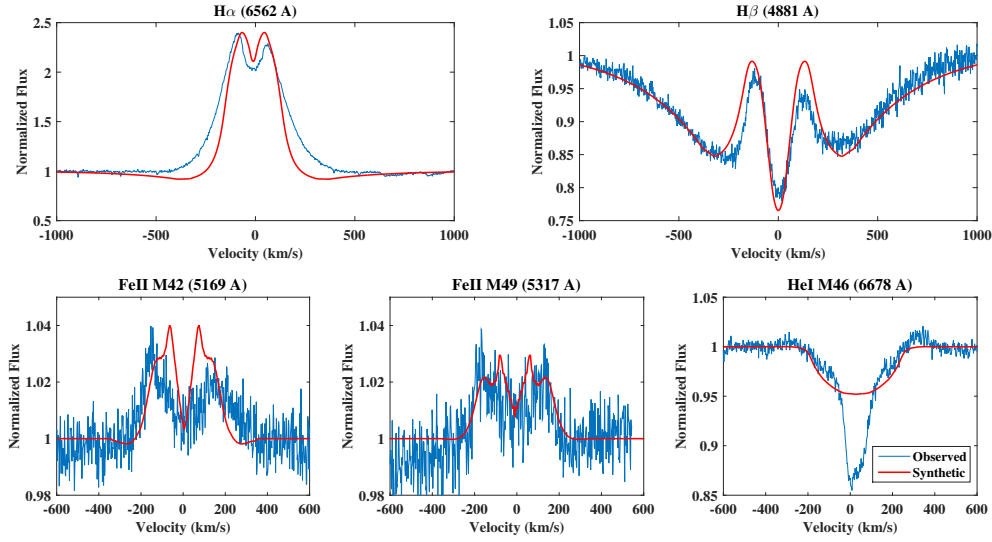 Hα (6562 A)
Normalized Flux
2.5
2
1.5
1
0.5
-1000 -500 0 500 1000
Velocity (km/s)
Hβ (4881 A)
Normalized Flux
1.05
1
0.95
0.9
0.85
0.8
0.75
-1000 -500 0 500 1000
Velocity (km/s)
FeII M42 (5169 A)
Normalized Flux
1.04
1.02
1
0.98
-600 -400 -200 0 200 400 600
Velocity (km/s)
FeII M49 (5317 A)
Normalized Flux
1.04
1.02
1
0.98
-600 -400 -200 0 200 400 600
Velocity (km/s)
HeI M46 (6678 A)
Normalized Flux
1.05
1
0.95
0.9
0.85
-600 -400 -200 0 200 400 600
Velocity (km/s)
Observed
Synthetic